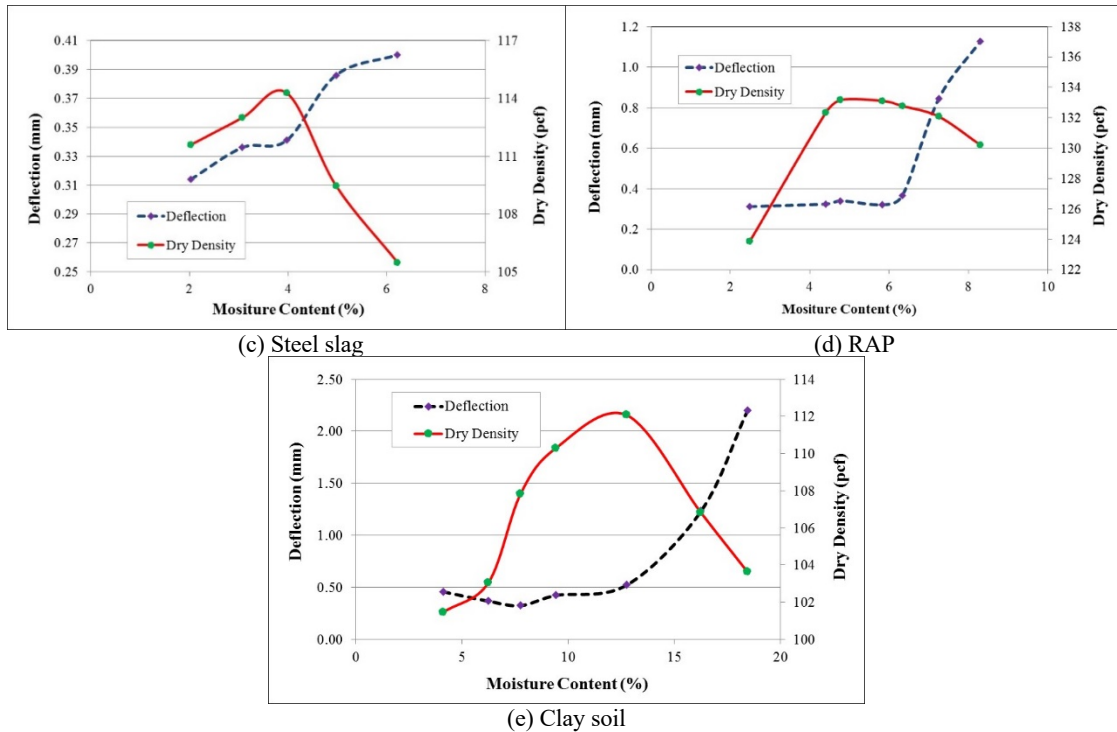 0.41
0.39
0.37
0.35
0.33
0.31
0.29
0.27
0.25
Deflection (mm)
117
114
111
108
105
Dry Density (pcf)
Deflection
Dry Density
0 2 4 6 8
Mositure Content (%)
(c) Steel slag
1.2
1.0
0.8
0.6
0.4
0.2
0.0
Deflection (mm)
138
136
134
132
130
128
126
124
122
Dry Density (pcf)
Deflection
Dry Density
0 2 4 6 8 10
Mositure Content (%)
(d) RAP
2.50
2.00
1.50
1.00
0.50
0.00
Deflection (mm)
114
112
110
108
106
104
102
100
Dry Density (pcf)
Deflection
Dry Density
0 5 10 15 20
Moisture Content (%)
(e) Clay soil